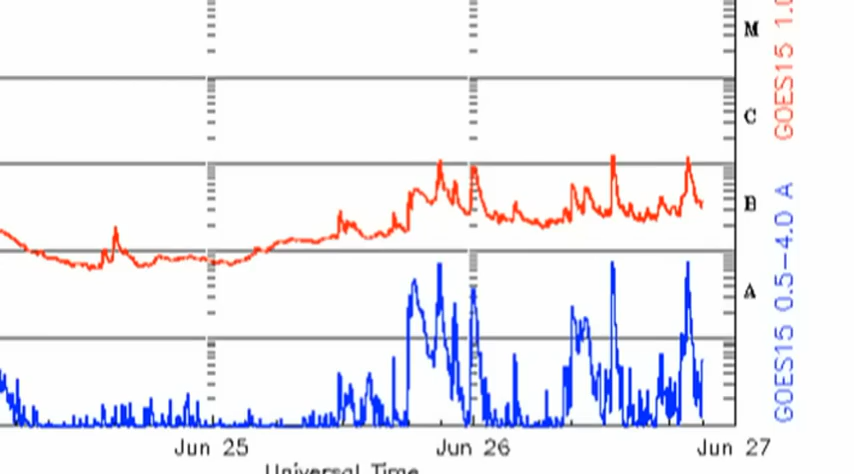 M
C
B
A
GOES15 1.0
GOES15 0.5-4.0 A
Jun 25
Jun 26
Jun 27
Universal Time